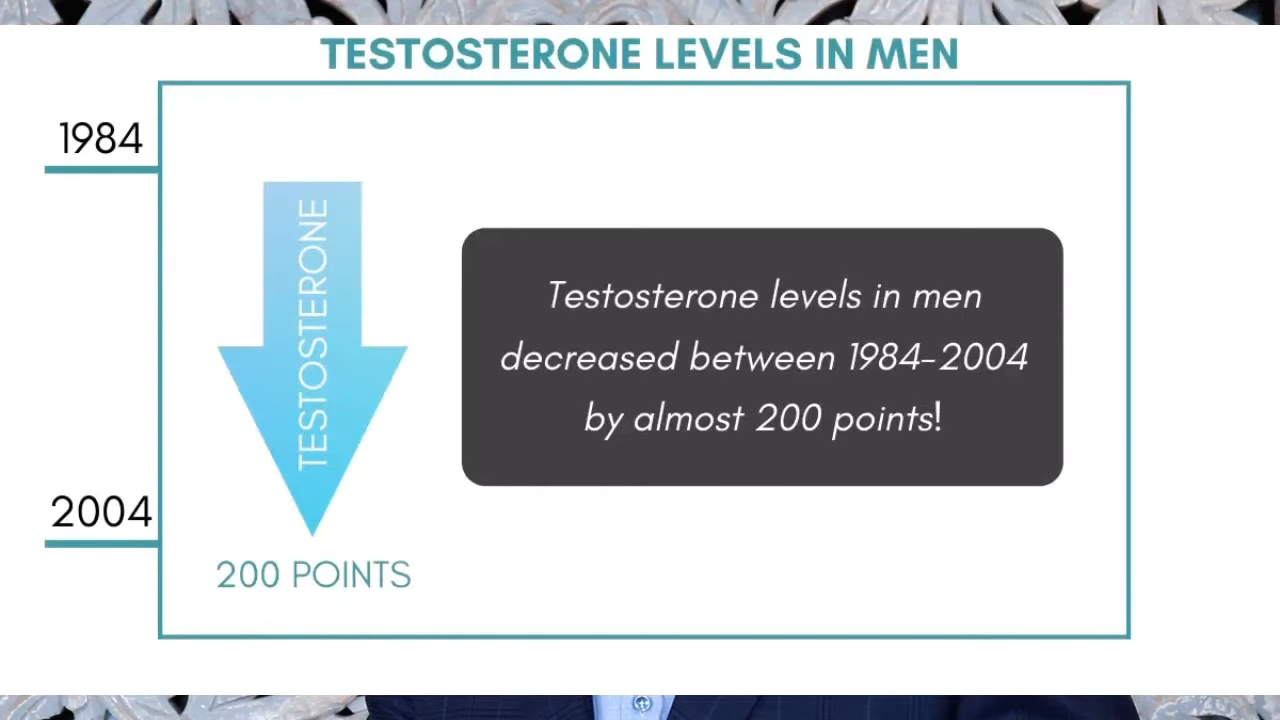 TESTOSTERONE LEVELS IN MEN
1984
TESTOSTERONE
Testosterone levels in men
decreased between 1984-2004
by almost 200 points!
2004
200 POINTS